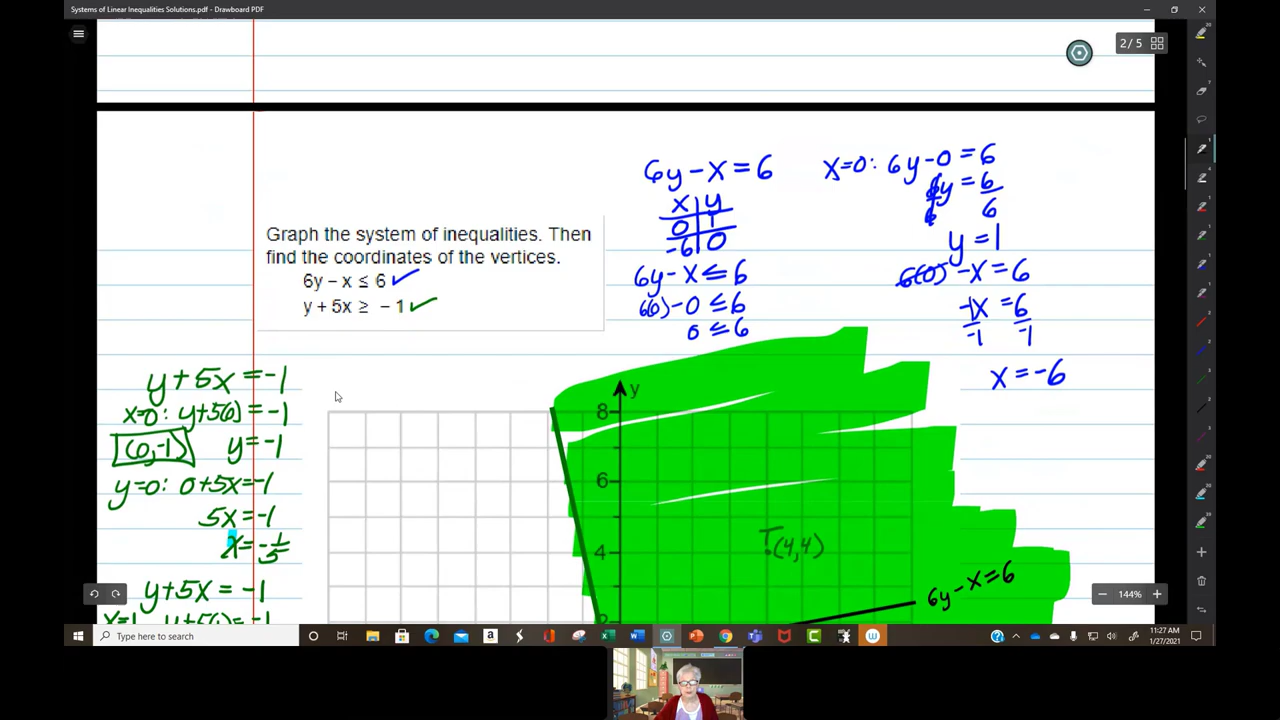 Systems of Linear Inequalities Solutions.pdf - Drawboard PDF
2/5
Graph the system of inequalities. Then
find the coordinates of the vertices.
6y − x ≤ 6
y + 5x ≥ − 1
6y − x = 6
x y
0 1
-6 0
6y − x ≤ 6
6(0) − 0 ≤ 6
0 ≤ 6
x=0: 6y − 0 = 6
6y = 6
6 6
y = 1
6(0) − x = 6
-1x = 6
-1 -1
x = -6
y + 5x = -1
x=0: y+5(0) = -1
(0,-1) y = -1
y=0: 0+5x=-1
5x = -1
x = -1/5
y + 5x = -1
y
8
6
4
2
T(4,4)
6y − x = 6
144%
Type here to search
11:27 AM
1/27/2021